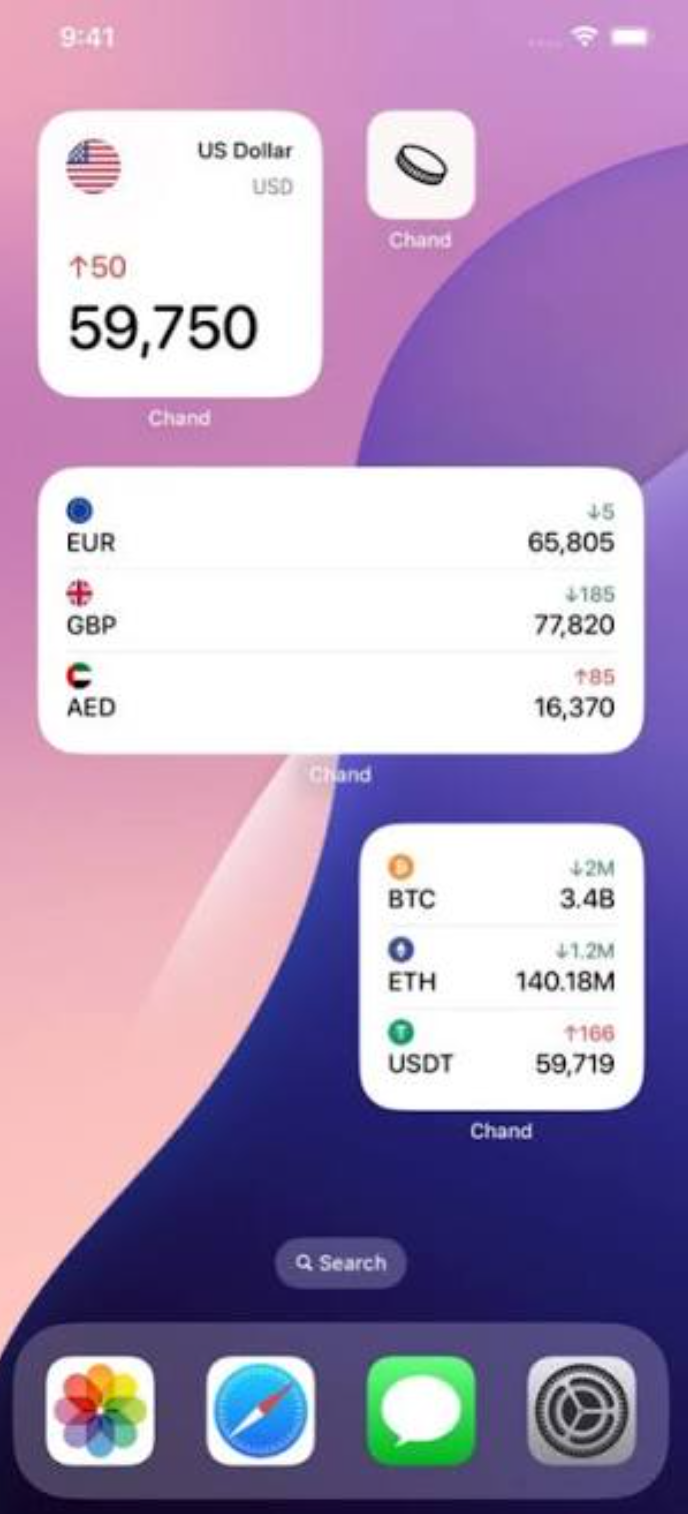 9:41
US Dollar
USD
↑50
59,750
Chand
Chand
↓5
EUR 65,805
↓185
GBP 77,820
↑85
AED 16,370
Chand
↓2M
BTC 3.4B
↓1.2M
ETH 140.18M
↑166
USDT 59,719
Chand
Search